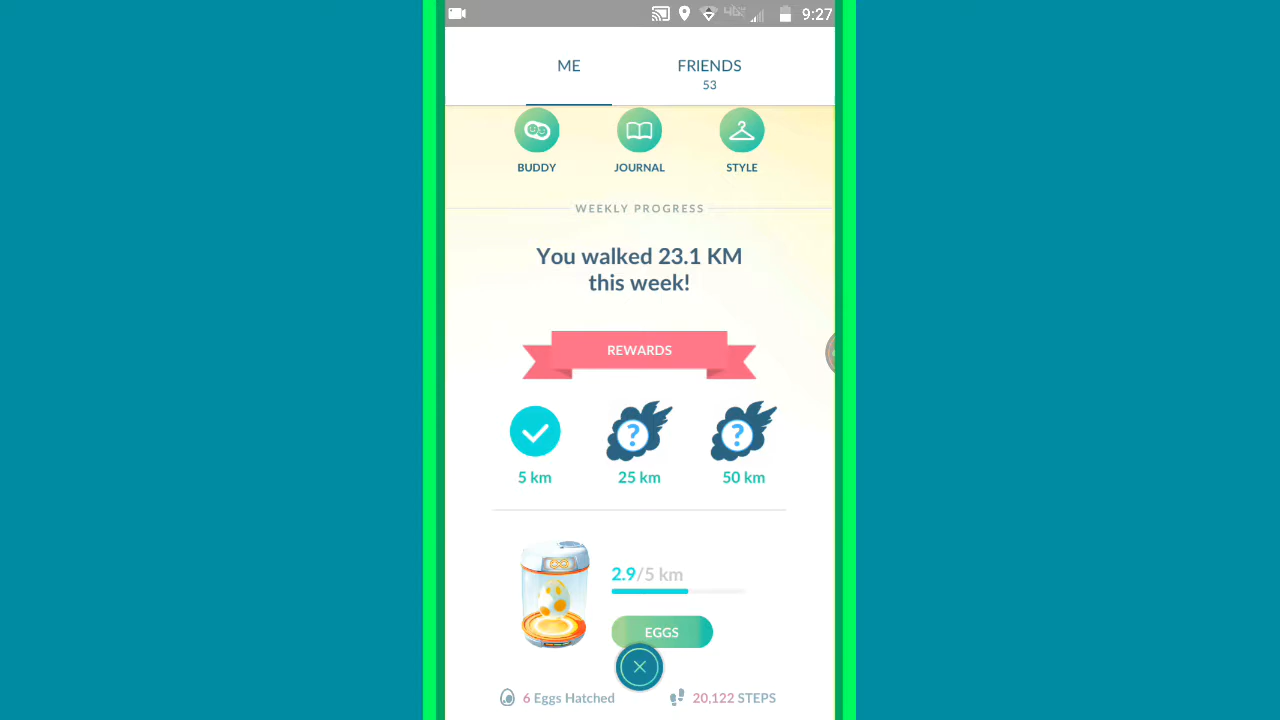 9:27
ME
FRIENDS
53
BUDDY
JOURNAL
STYLE
WEEKLY PROGRESS
You walked 23.1 KM
this week!
REWARDS
?
?
5 km
25 km
50 km
2.9/5 km
EGGS
6 Eggs Hatched
20,122 STEPS